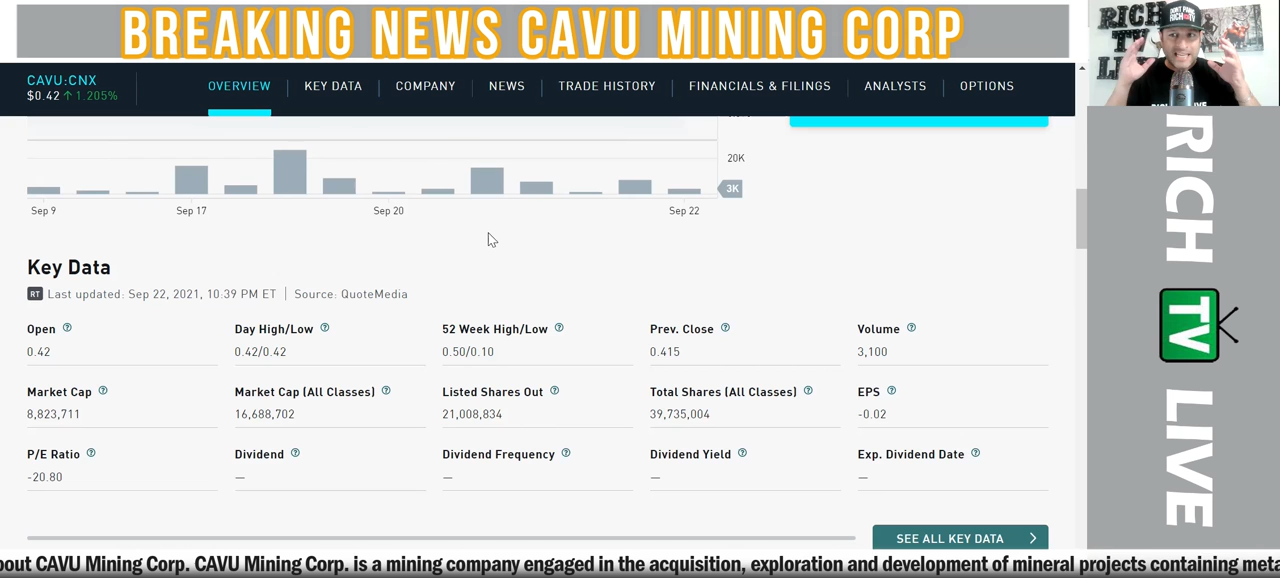 BREAKING NEWS CAVU MINING CORP
CAVU:CNX
$0.42 ↑ 1.205%
OVERVIEW
KEY DATA
COMPANY
NEWS
TRADE HISTORY
FINANCIALS & FILINGS
ANALYSTS
OPTIONS
20K
3K
Sep 9
Sep 17
Sep 20
Sep 22
Key Data
RT Last updated: Sep 22, 2021, 10:39 PM ET | Source: QuoteMedia
Open ? Day High/Low ? 52 Week High/Low ? Prev. Close ? Volume ?
0.42 0.42/0.42 0.50/0.10 0.415 3,100
Market Cap ? Market Cap (All Classes) ? Listed Shares Out ? Total Shares (All Classes) ? EPS ?
8,823,711 16,688,702 21,008,834 39,735,004 -0.02
P/E Ratio ? Dividend ? Dividend Frequency ? Dividend Yield ? Exp. Dividend Date ?
-20.80 — — — —
SEE ALL KEY DATA
bout CAVU Mining Corp. CAVU Mining Corp. is a mining company engaged in the acquisition, exploration and development of mineral projects containing meta
RICH
TV
LIVE
DON'T PANIC
RICH TV